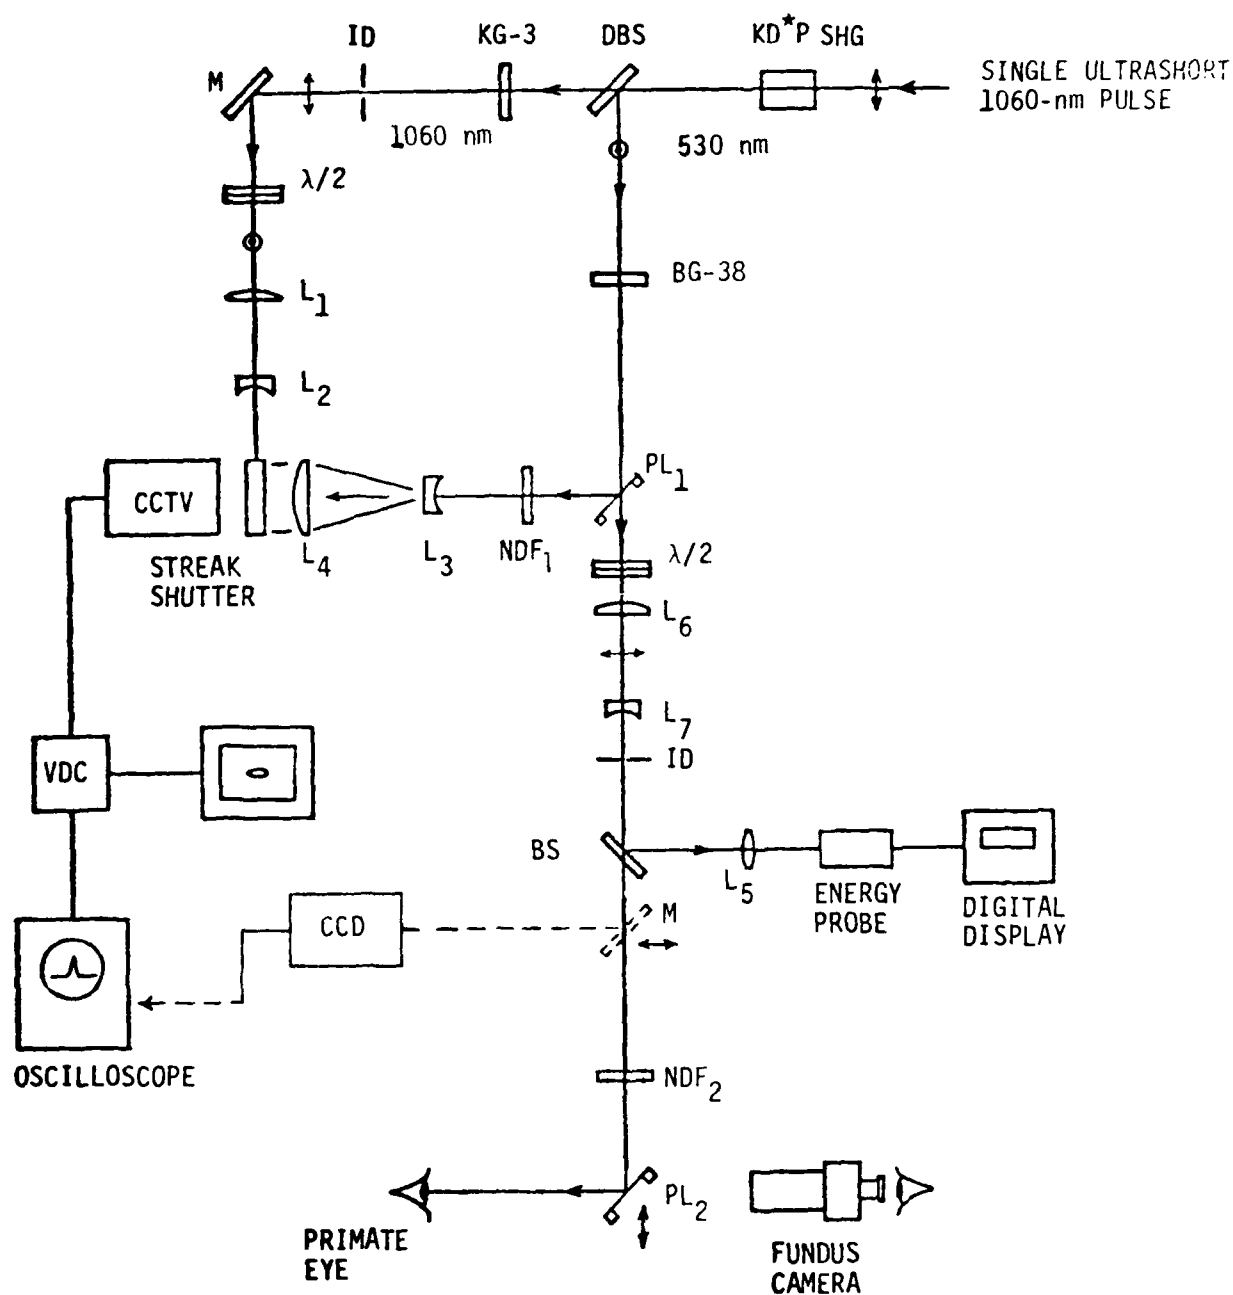 ID KG-3 DBS KD*P SHG
M
SINGLE ULTRASHORT
1060-nm PULSE
1060 nm
530 nm
λ/2
BG-38
L1
L2
PL1
CCTV
L4
L3
NDF1
STREAK
SHUTTER
λ/2
L6
L7
ID
VDC
BS
L5
ENERGY
PROBE
DIGITAL
DISPLAY
M
CCD
OSCILLOSCOPE
NDF2
PL2
PRIMATE
EYE
FUNDUS
CAMERA